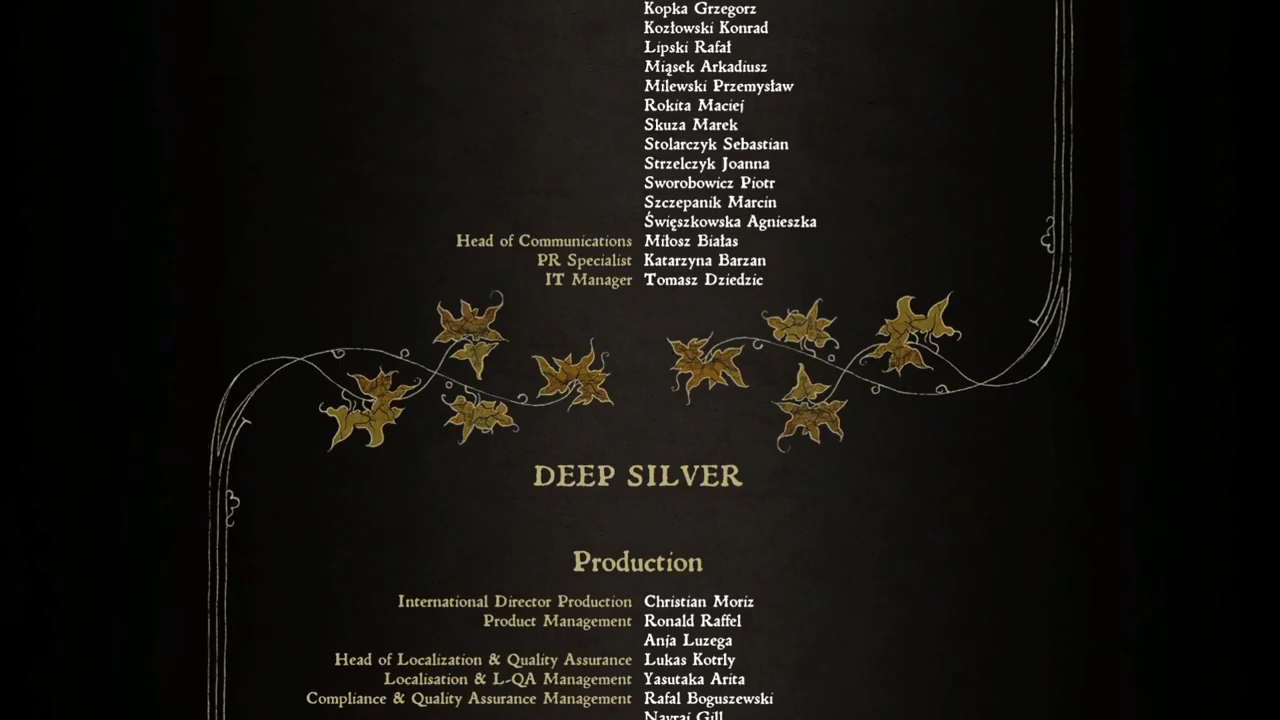 Kopka Grzegorz
Kozłowski Konrad
Lipski Rafał
Miąsek Arkadiusz
Milewski Przemysław
Rokita Maciej
Skuza Marek
Stolarczyk Sebastian
Strzelczyk Joanna
Sworobowicz Piotr
Szczepanik Marcin
Święszkowska Agnieszka
Head of Communications Miłosz Białas
PR Specialist Katarzyna Barzan
IT Manager Tomasz Dziedzic
DEEP SILVER
Production
International Director Production Christian Moriz
Product Management Ronald Raffel
Anja Luzega
Head of Localization & Quality Assurance Lukas Kotrly
Localisation & L-QA Management Yasutaka Arita
Compliance & Quality Assurance Management Rafal Boguszewski
Navraj Gill